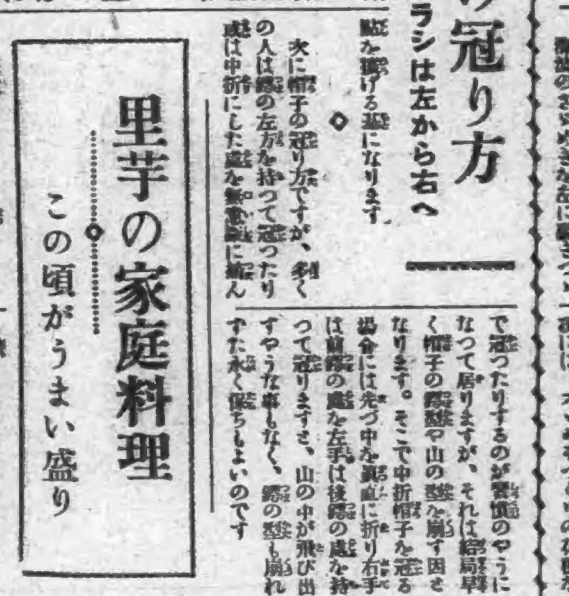 冠り方
ラシは左から右へ
を擴げる基になります
次に帽子の冠り方ですが、多く
の人は鍔の左方を持つて冠つたり
或は中折にした處を無意識に摘ん
で冠つたりするのが習慣のやうに
なつて居りますが、それは結局早
く帽子の鍔型や山の型を崩す因と
なります。そこで中折帽子を冠る
場合には先づ中を眞直に折り右手
は前鍔の處を左手は後鍔の處を持
つて冠りますと、山の中が飛び出
すやうな事もなく、鍔の型も崩れ
ずた永く保ちもよいのです
里芋の家庭料理
この頃がうまい盛り